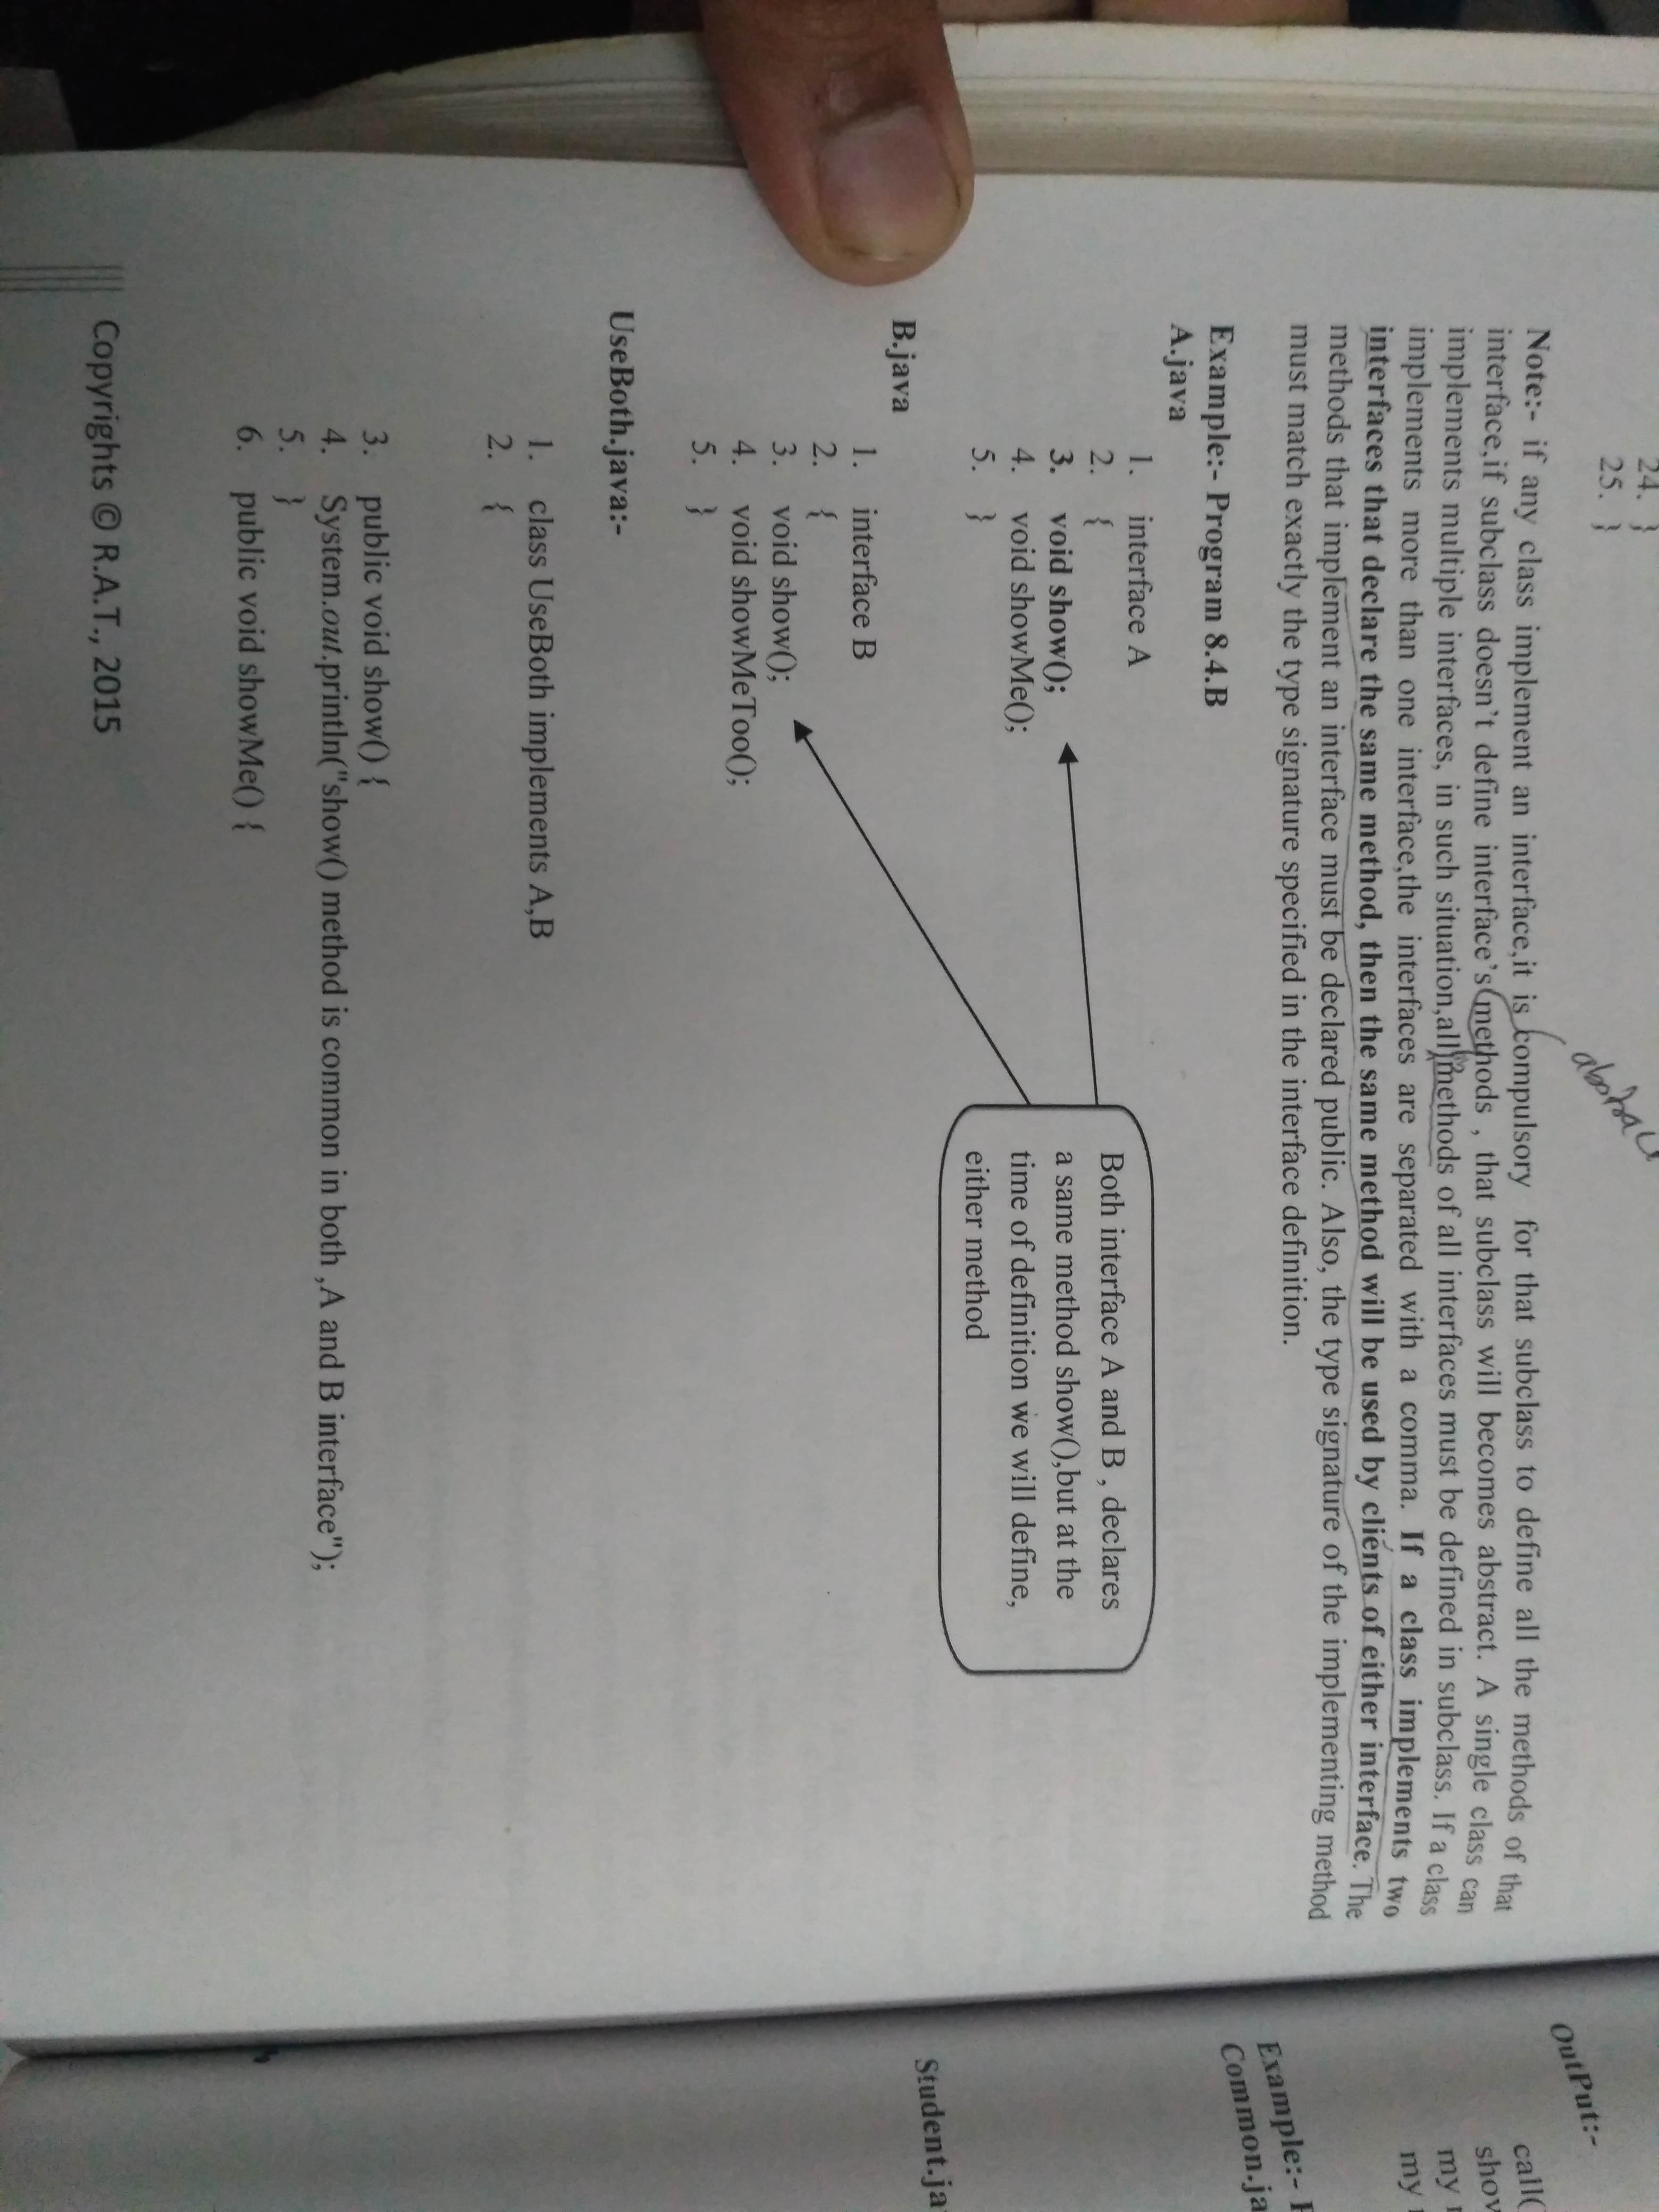 24. }
25. }
abstrac
Note:- if any class implement an interface,it is compulsory for that subclass to define all the methods of that
interface,if subclass doesn't define interface's methods , that subclass will becomes abstract. A single class can
implements multiple interfaces, in such situation,all methods of all interfaces must be defined in subclass. If a class
implements more than one interface,the interfaces are separated with a comma. If a class implements two
interfaces that declare the same method, then the same method will be used by clients of either interface. The
methods that implement an interface must be declared public. Also, the type signature of the implementing method
must match exactly the type signature specified in the interface definition.
Example:- Program 8.4.B
A.java
1. interface A
2. {
3. void show();
4. void showMe();
5. }
Both interface A and B , declares
a same method show(),but at the
time of definition we will define,
either method
B.java
1. interface B
2. {
3. void show();
4. void showMeToo();
5. }
UseBoth.java:-
1. class UseBoth implements A,B
2. {
3. public void show() {
4. System.out.println("show() method is common in both ,A and B interface");
5. }
6. public void showMe() {
Copyrights © R.A.T., 2015
OutPut:-
call(
show
my
my
Example:-
Common.ja
Student.ja